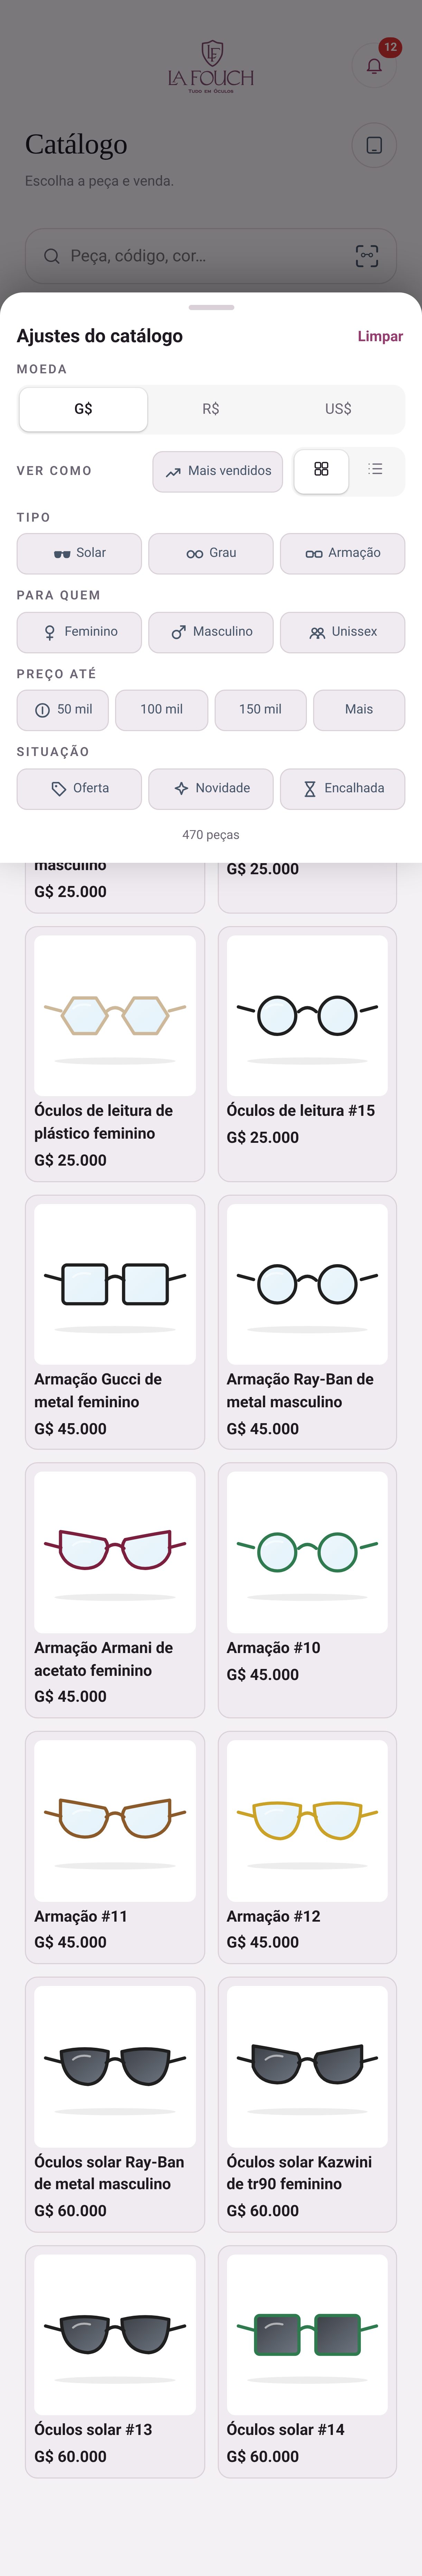 12
LF
LA FOUCH
TUDO EM ÓCULOS
Catálogo
Escolha a peça e venda.
Peça, código, cor...
Ajustes do catálogo
Limpar
MOEDA
G$ R$ US$
VER COMO
Mais vendidos
TIPO
Solar Grau Armação
PARA QUEM
Feminino Masculino Unissex
PREÇO ATÉ
50 mil 100 mil 150 mil Mais
SITUAÇÃO
Oferta Novidade Encalhada
470 peças
masculino
G$ 25.000
G$ 25.000
Óculos de leitura de
plástico feminino
G$ 25.000
Óculos de leitura #15
G$ 25.000
Armação Gucci de
metal feminino
G$ 45.000
Armação Ray-Ban de
metal masculino
G$ 45.000
Armação Armani de
acetato feminino
G$ 45.000
Armação #10
G$ 45.000
Armação #11
G$ 45.000
Armação #12
G$ 45.000
Óculos solar Ray-Ban
de metal masculino
G$ 60.000
Óculos solar Kazwini
de tr90 feminino
G$ 60.000
Óculos solar #13
G$ 60.000
Óculos solar #14
G$ 60.000